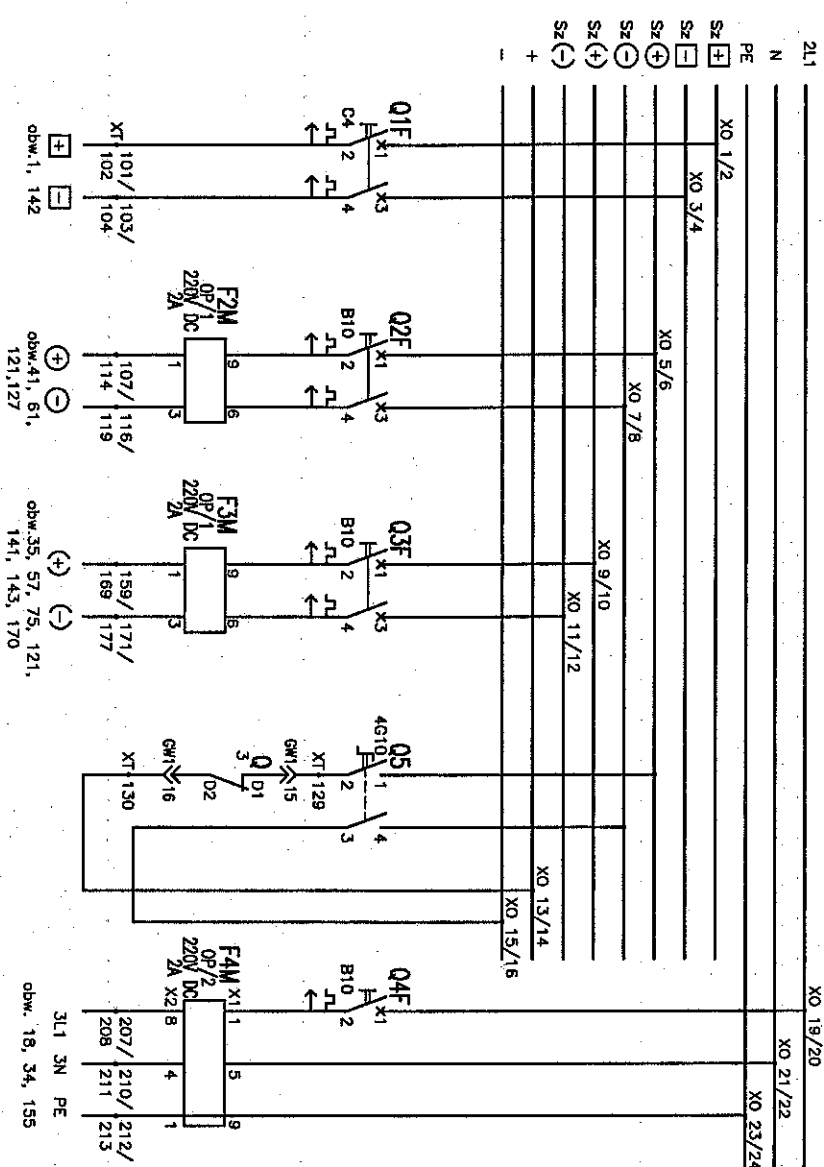 2L1
N
PE
Sz [+]
Sz [-]
Sz (+)
Sz (-)
Sz (+)
Sz (-)
+
-
XO 1/2
XO 3/4
XO 5/6
XO 7/8
XO 9/10
XO 11/12
XO 13/14
XO 15/16
XO 19/20
XO 21/22
XO 23/24
Q1F
C4
X1
X3
2
4
XT
101/
102
103/
104
+ -
obw.1, 142
Q2F
B10
X1
X3
2
4
F2M
OP/1
220V DC
2A
9
6
1
3
107/
114
116/
119
+ -
obw.41, 61,
121,127
Q3F
B10
X1
X3
2
4
F3M
OP/1
220V DC
2A
9
6
1
3
159/
169
171/
177
(+) (-)
obw.35, 57, 75, 121,
141, 143, 170
Q5
4G10
1
4
2
3
XT 129
GW1 15
Q
3
D1
D2
GW1 16
XT 130
Q4F
B10
X1
2
F4M
OP/2
220V DC
2A
X1 1
5
9
X2 8
4
1
207/
208
210/
211
212/
213
3L1 3N PE
obw. 18, 34, 155